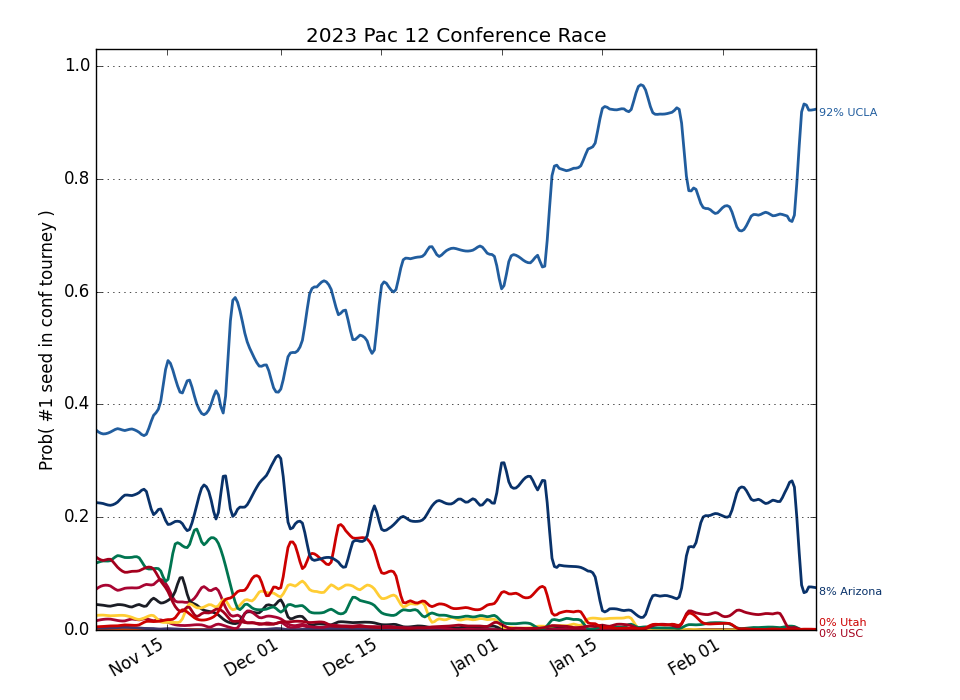 2023 Pac 12 Conference Race
Prob( #1 seed in conf tourney )
1.0
0.8
0.6
0.4
0.2
0.0
Nov 15
Dec 01
Dec 15
Jan 01
Jan 15
Feb 01
92% UCLA
8% Arizona
0% Utah
0% USC